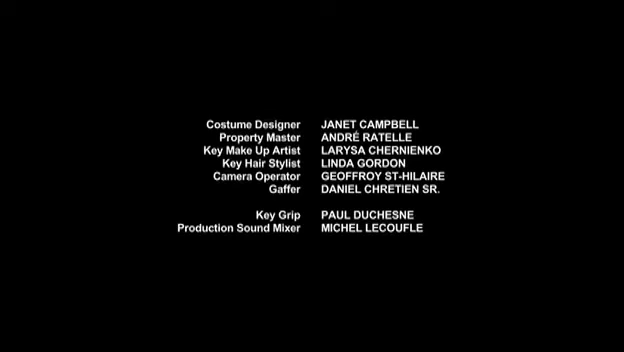 Costume Designer JANET CAMPBELL
Property Master ANDRÉ RATELLE
Key Make Up Artist LARYSA CHERNIENKO
Key Hair Stylist LINDA GORDON
Camera Operator GEOFFROY ST-HILAIRE
Gaffer DANIEL CHRETIEN SR.
Key Grip PAUL DUCHESNE
Production Sound Mixer MICHEL LECOUFLE